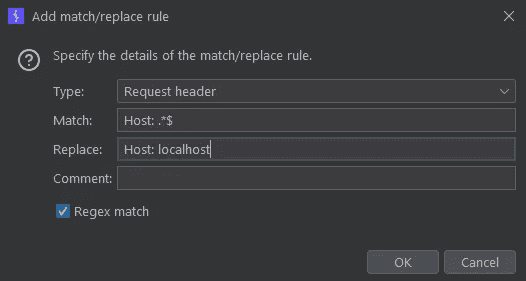 Add match/replace rule
Specify the details of the match/replace rule.
Type: Request header
Match: Host: .*$
Replace: Host: localhost
Comment:
Regex match
OK Cancel